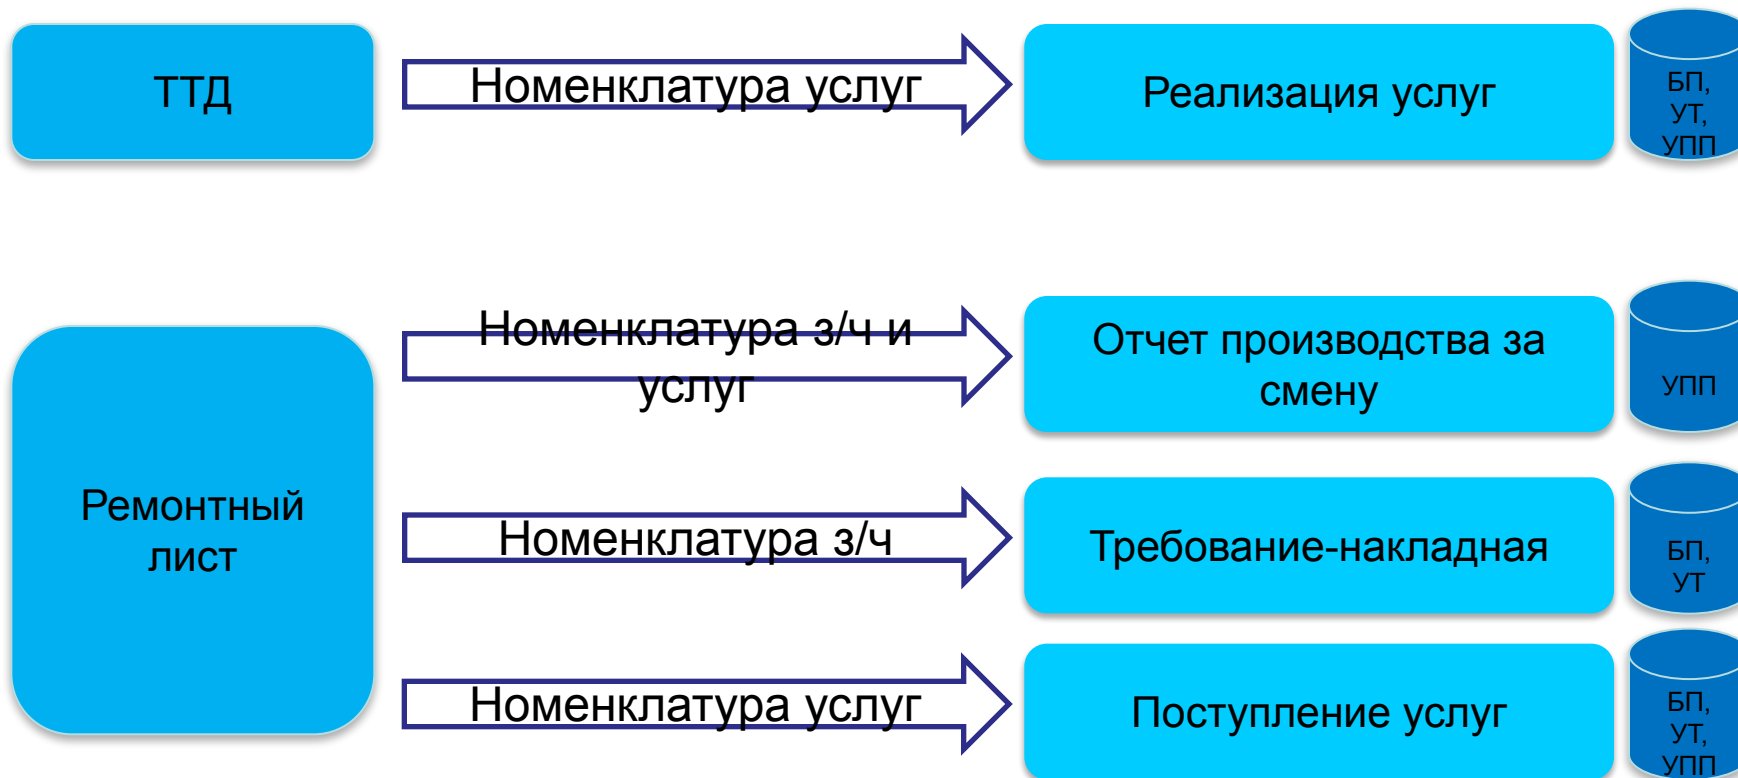 ТТД
Номенклатура услуг
Реализация услуг
БП,
УТ,
УПП
Ремонтный
лист
Номенклатура з/ч и
услуг
Отчет производства за
смену
УПП
Номенклатура з/ч
Требование-накладная
БП,
УТ
Номенклатура услуг
Поступление услуг
БП,
УТ,
УПП